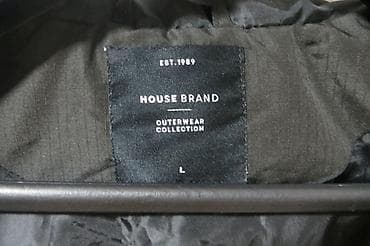 EST. 1989
HOUSE BRAND
OUTERWEAR
COLLECTION
L